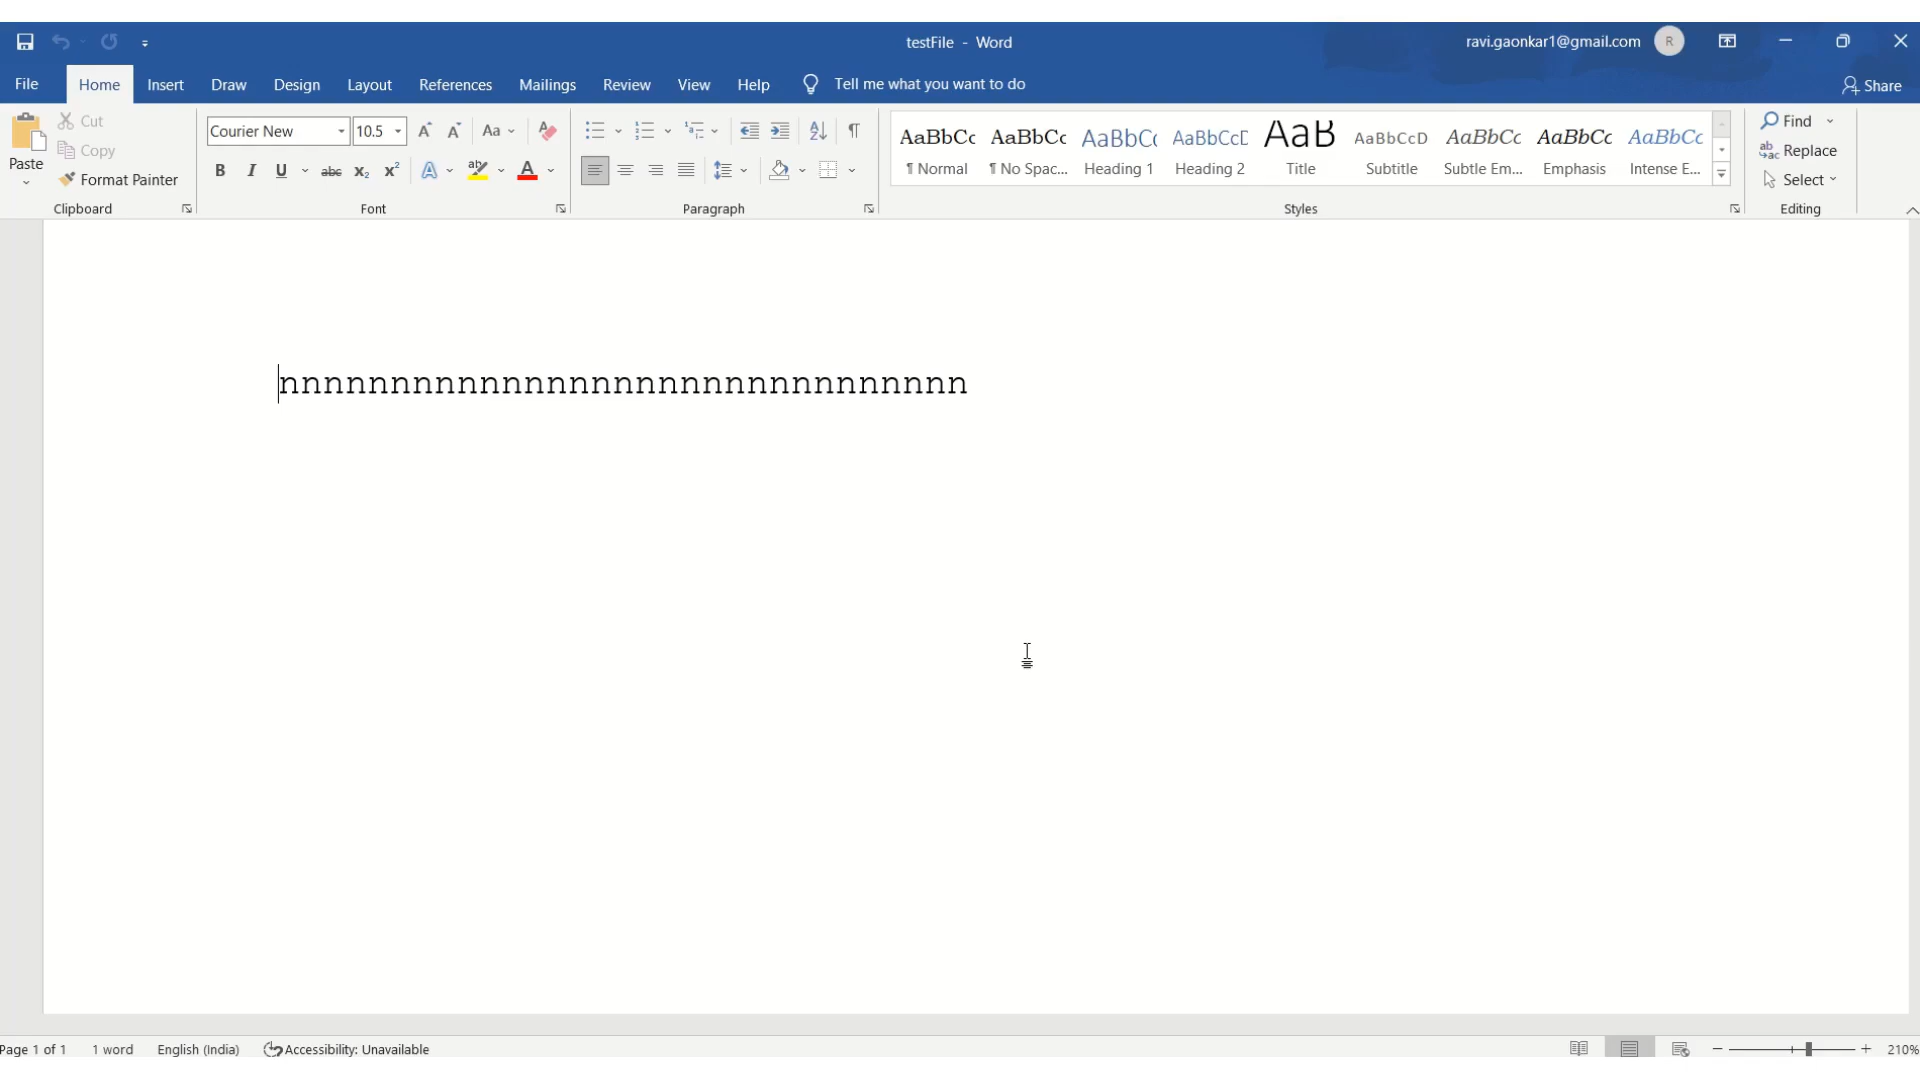 testFile - Word
ravi.gaonkar1@gmail.com R
File Home Insert Draw Design Layout References Mailings Review View Help Tell me what you want to do Share
Paste Cut
Copy
Format Painter
Clipboard
Courier New 10.5 A A Aa A
B I U abc x₂ x² A ab A
Font
Paragraph
AaBbCc AaBbCc AaBbC( AaBbCcD AaB AaBbCcD AaBbCc AaBbCc AaBbCc
¶ Normal ¶ No Spac... Heading 1 Heading 2 Title Subtitle Subtle Em... Emphasis Intense E...
Styles
Find
Replace
Select
Editing
nnnnnnnnnnnnnnnnnnnnnnnnnnnnnnn
Page 1 of 1 1 word English (India) Accessibility: Unavailable 210%